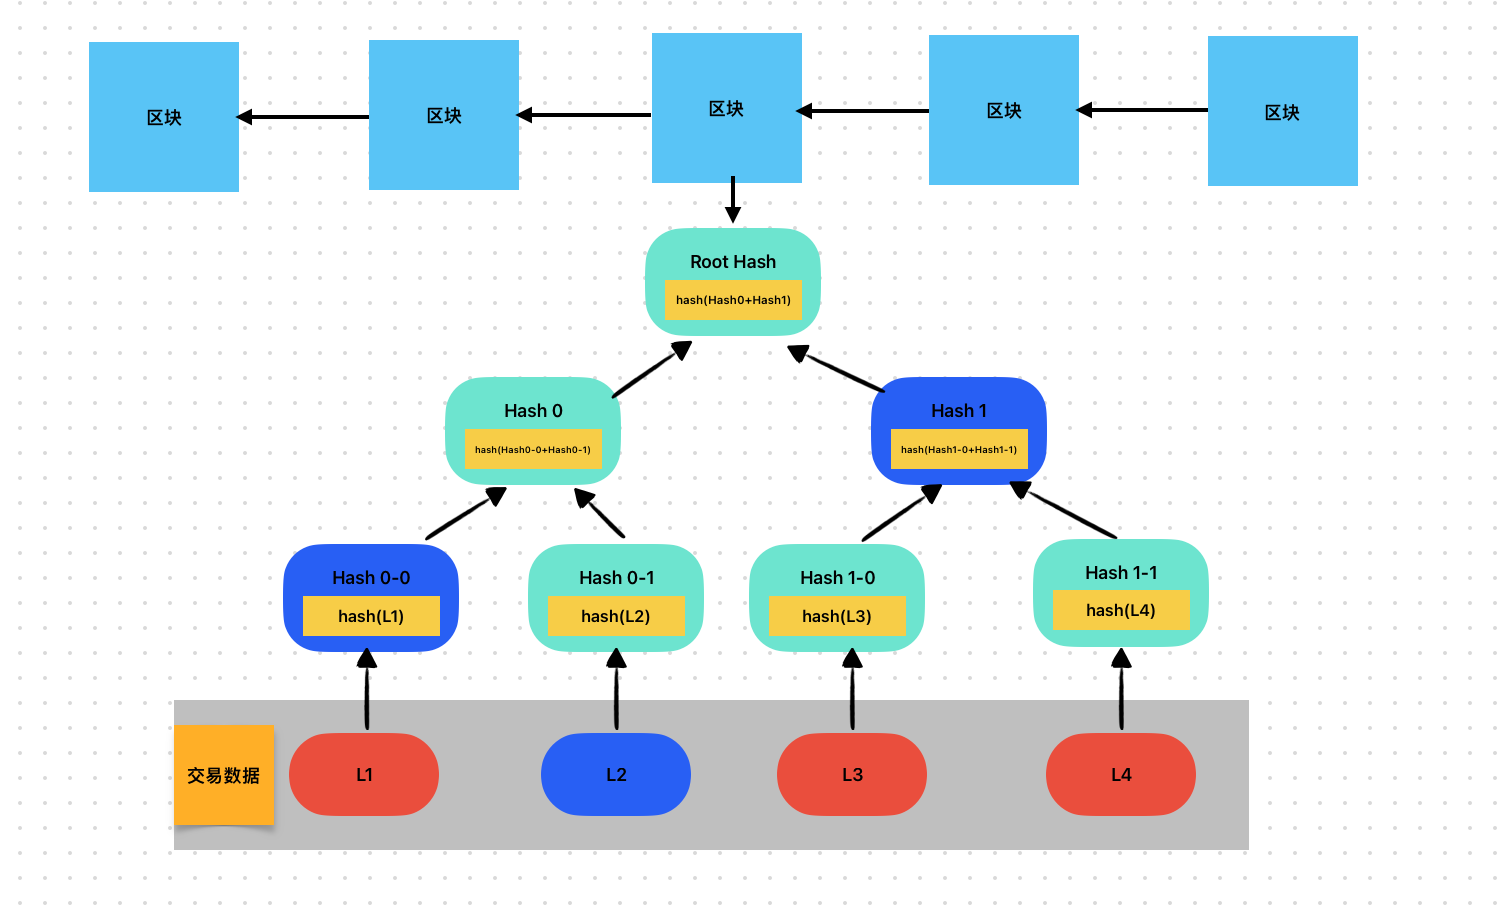 区块
区块
区块
区块
区块
Root Hash
hash(Hash0+Hash1)
Hash 0
hash(Hash0-0+Hash0-1)
Hash 1
hash(Hash1-0+Hash1-1)
Hash 0-0
hash(L1)
Hash 0-1
hash(L2)
Hash 1-0
hash(L3)
Hash 1-1
hash(L4)
交易数据
L1
L2
L3
L4